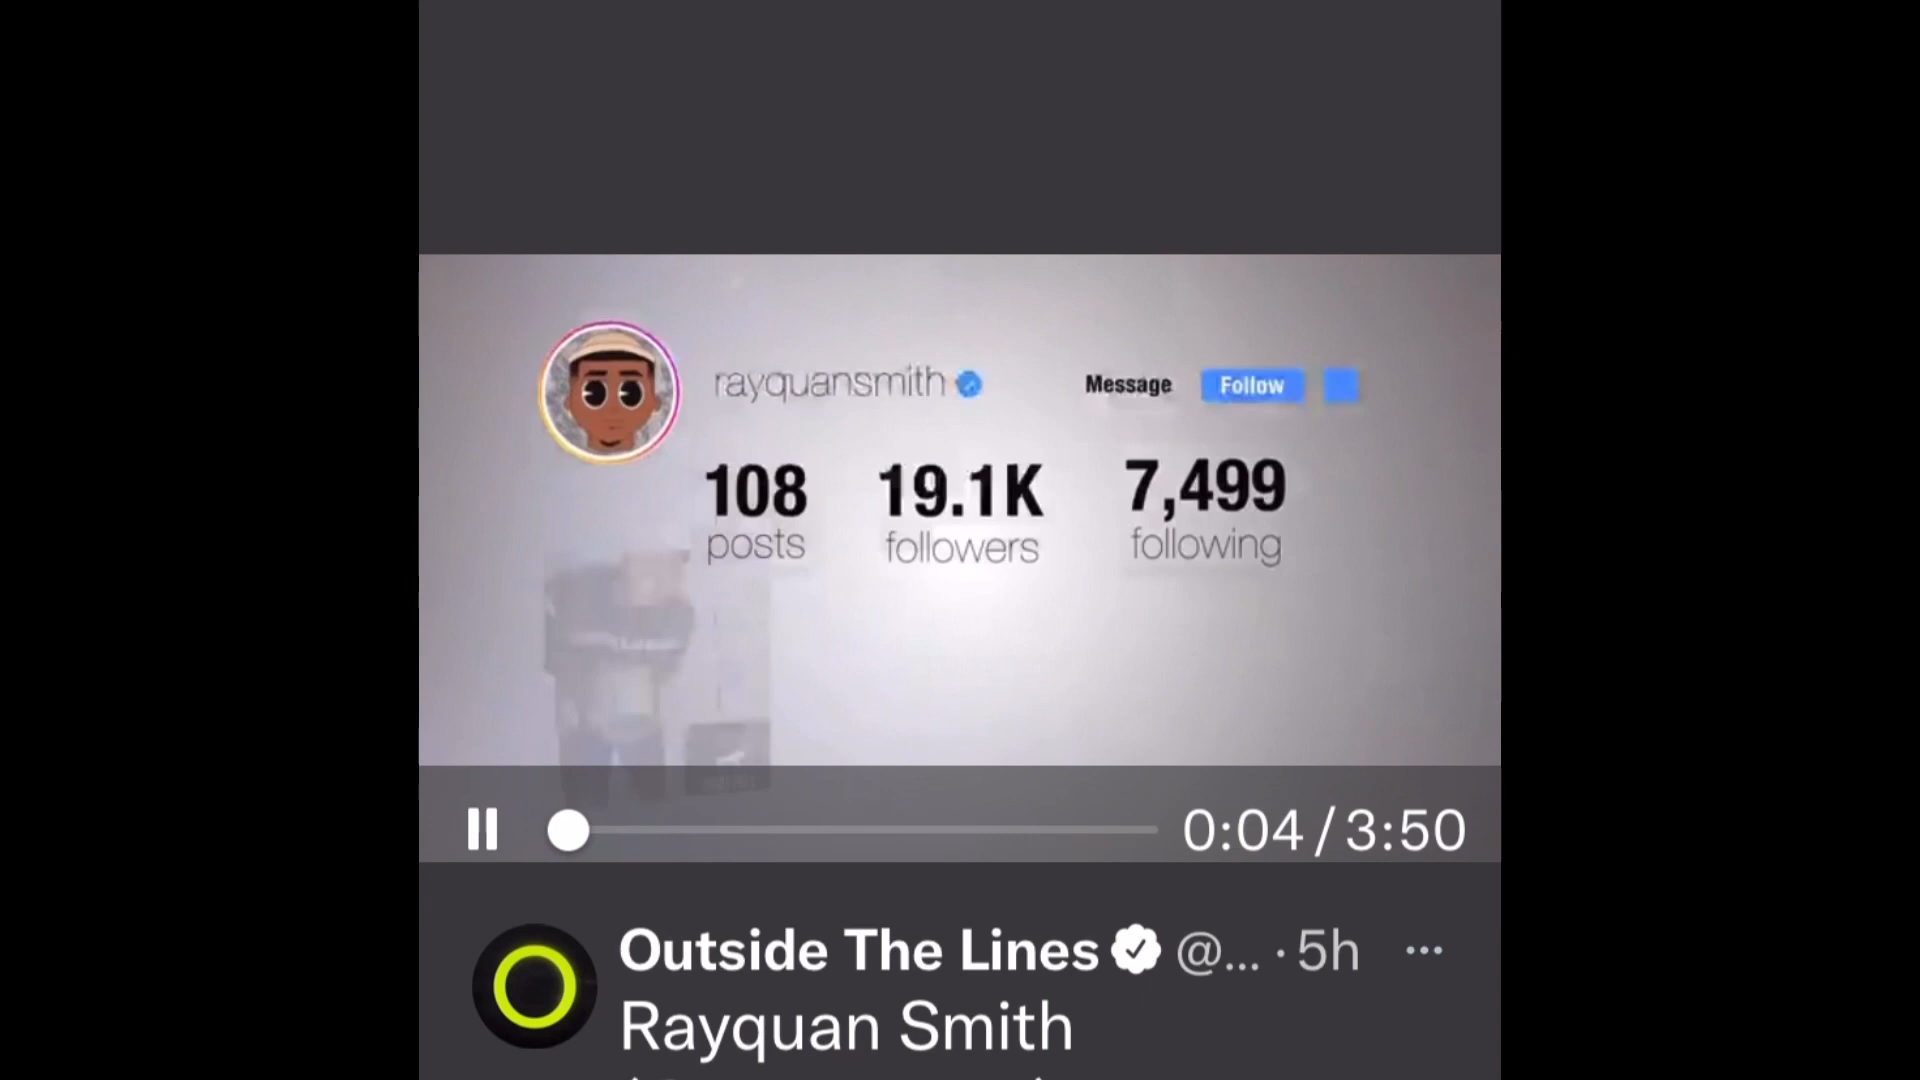 rayquansmith
Message
Follow
108
19.1K
7,499
posts
followers
following
0:04/3:50
Outside The Lines @... · 5h ...
Rayquan Smith